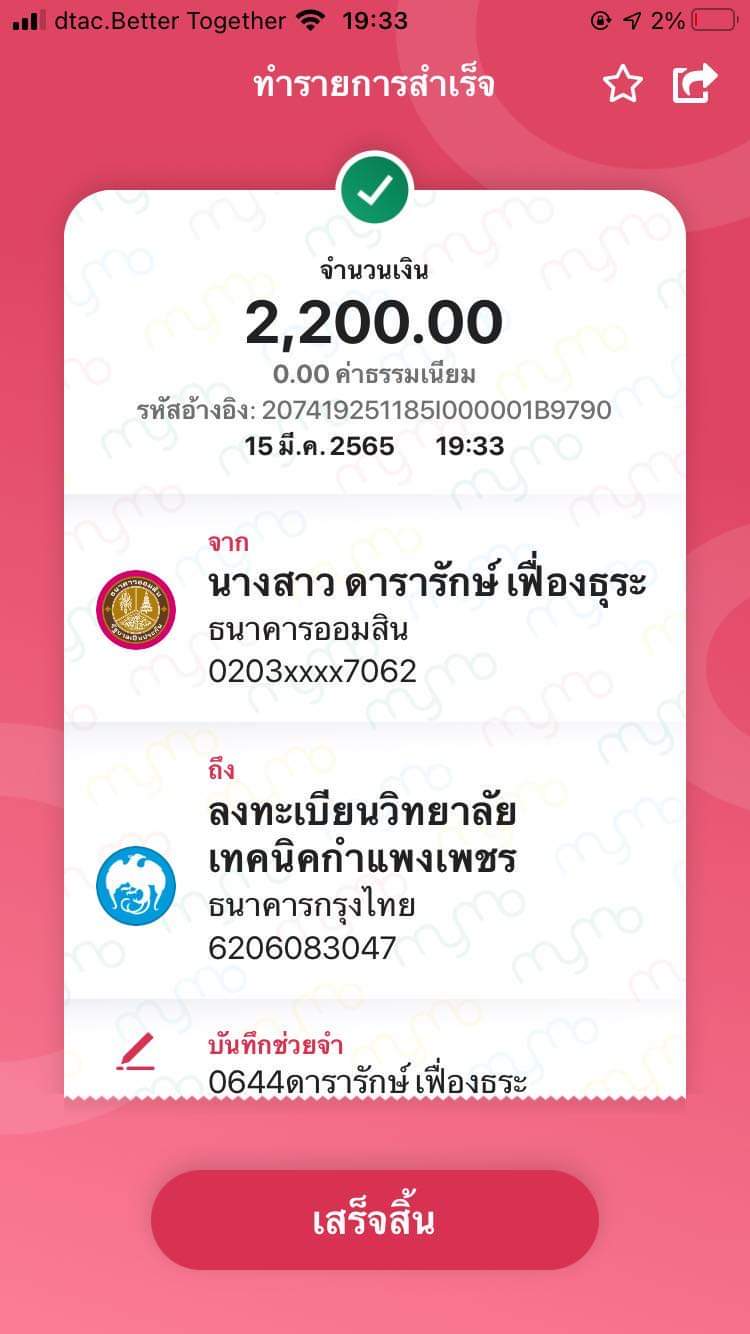 dtac.Better Together 19:33 2%
ทำรายการสำเร็จ
จำนวนเงิน
2,200.00
0.00 ค่าธรรมเนียม
รหัสอ้างอิง: 207419251185I000001B9790
15 มี.ค. 2565 19:33
จาก
นางสาว ดารารักษ์ เฟื่องธุระ
ธนาคารออมสิน
0203xxxx7062
ถึง
ลงทะเบียนวิทยาลัย
เทคนิคกำแพงเพชร
ธนาคารกรุงไทย
6206083047
บันทึกช่วยจำ
0644ดารารักษ์ เฟื่องธุระ
เสร็จสิ้น